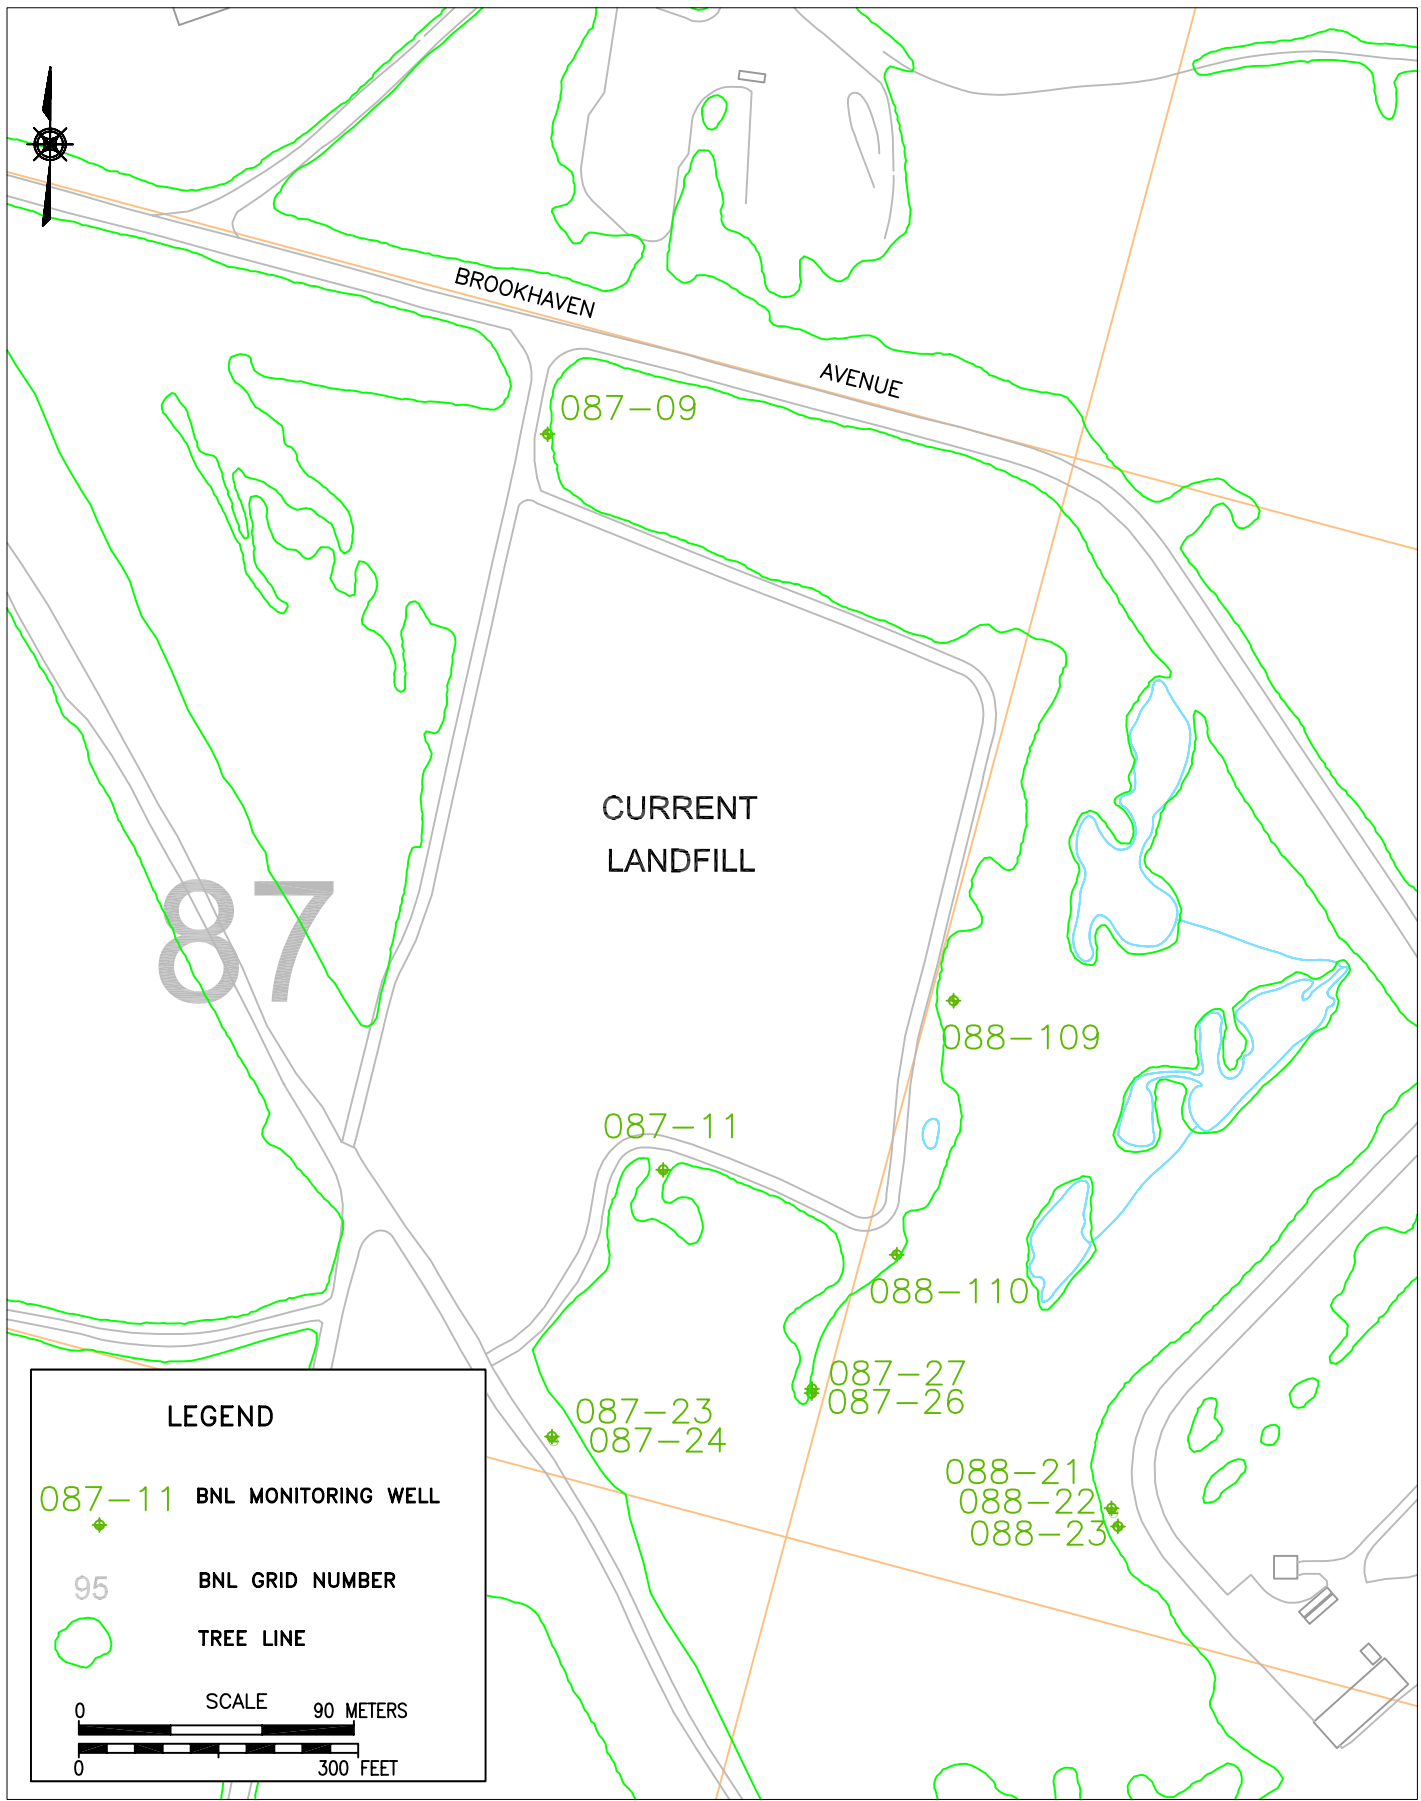 BROOKHAVEN
AVENUE
087-09
CURRENT
LANDFILL
87
088-109
087-11
088-110
087-27
087-26
087-23
087-24
088-21
088-22
088-23
LEGEND
087-11 BNL MONITORING WELL
95 BNL GRID NUMBER
TREE LINE
SCALE
0 90 METERS
0 300 FEET